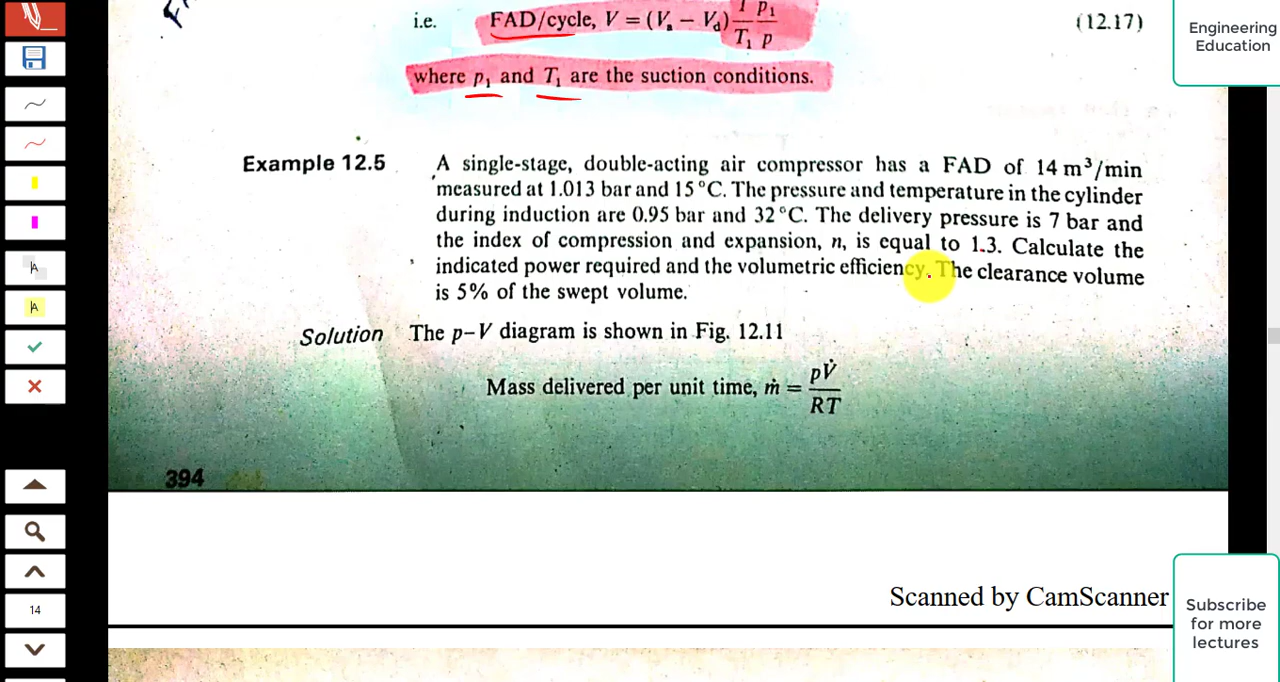 i.e. FAD/cycle, V = (Vₐ − V_d) T/T₁ p₁/p (12.17)
where p₁ and T₁ are the suction conditions.
Example 12.5 A single-stage, double-acting air compressor has a FAD of 14 m³/min
measured at 1.013 bar and 15 °C. The pressure and temperature in the cylinder
during induction are 0.95 bar and 32 °C. The delivery pressure is 7 bar and
the index of compression and expansion, n, is equal to 1.3. Calculate the
indicated power required and the volumetric efficiency. The clearance volume
is 5% of the swept volume.
Solution The p–V diagram is shown in Fig. 12.11
Mass delivered per unit time, ṁ = pV̇/RT
394
Scanned by CamScanner
Engineering
Education
Subscribe
for more
lectures
A
A
14